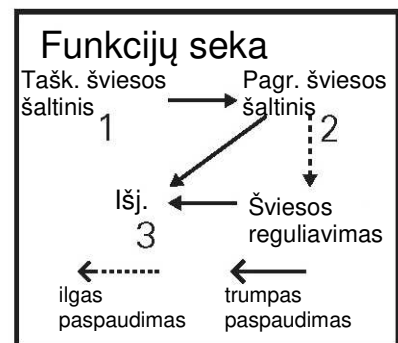 Funkcijų seka
Tašk. šviesos
šaltinis
1
Pagr. šviesos
šaltinis
2
Išj.
3
Šviesos
reguliavimas
ilgas
paspaudimas
trumpas
paspaudimas